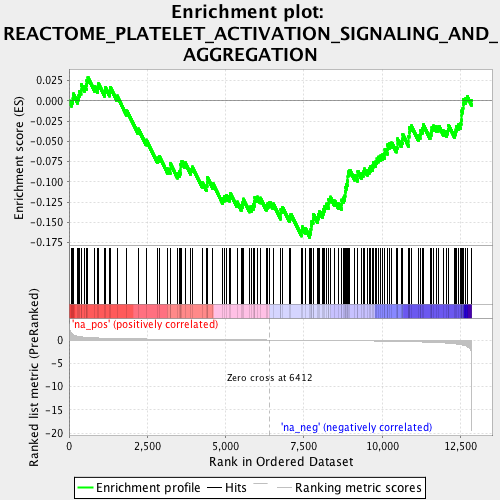 Enrichment plot:
REACTOME_PLATELET_ACTIVATION_SIGNALING_AND_
AGGREGATION
Enrichment score (ES)
0.025
0.000
-0.025
-0.050
-0.075
-0.100
-0.125
-0.150
-0.175
'na_pos' (positively correlated)
Ranked list metric (PreRanked)
0
-5
-10
-15
-20
Zero cross at 6412
'na_neg' (negatively correlated)
0
2,500
5,000
7,500
10,000
12,500
Rank in Ordered Dataset
Enrichment profile
Hits
Ranking metric scores